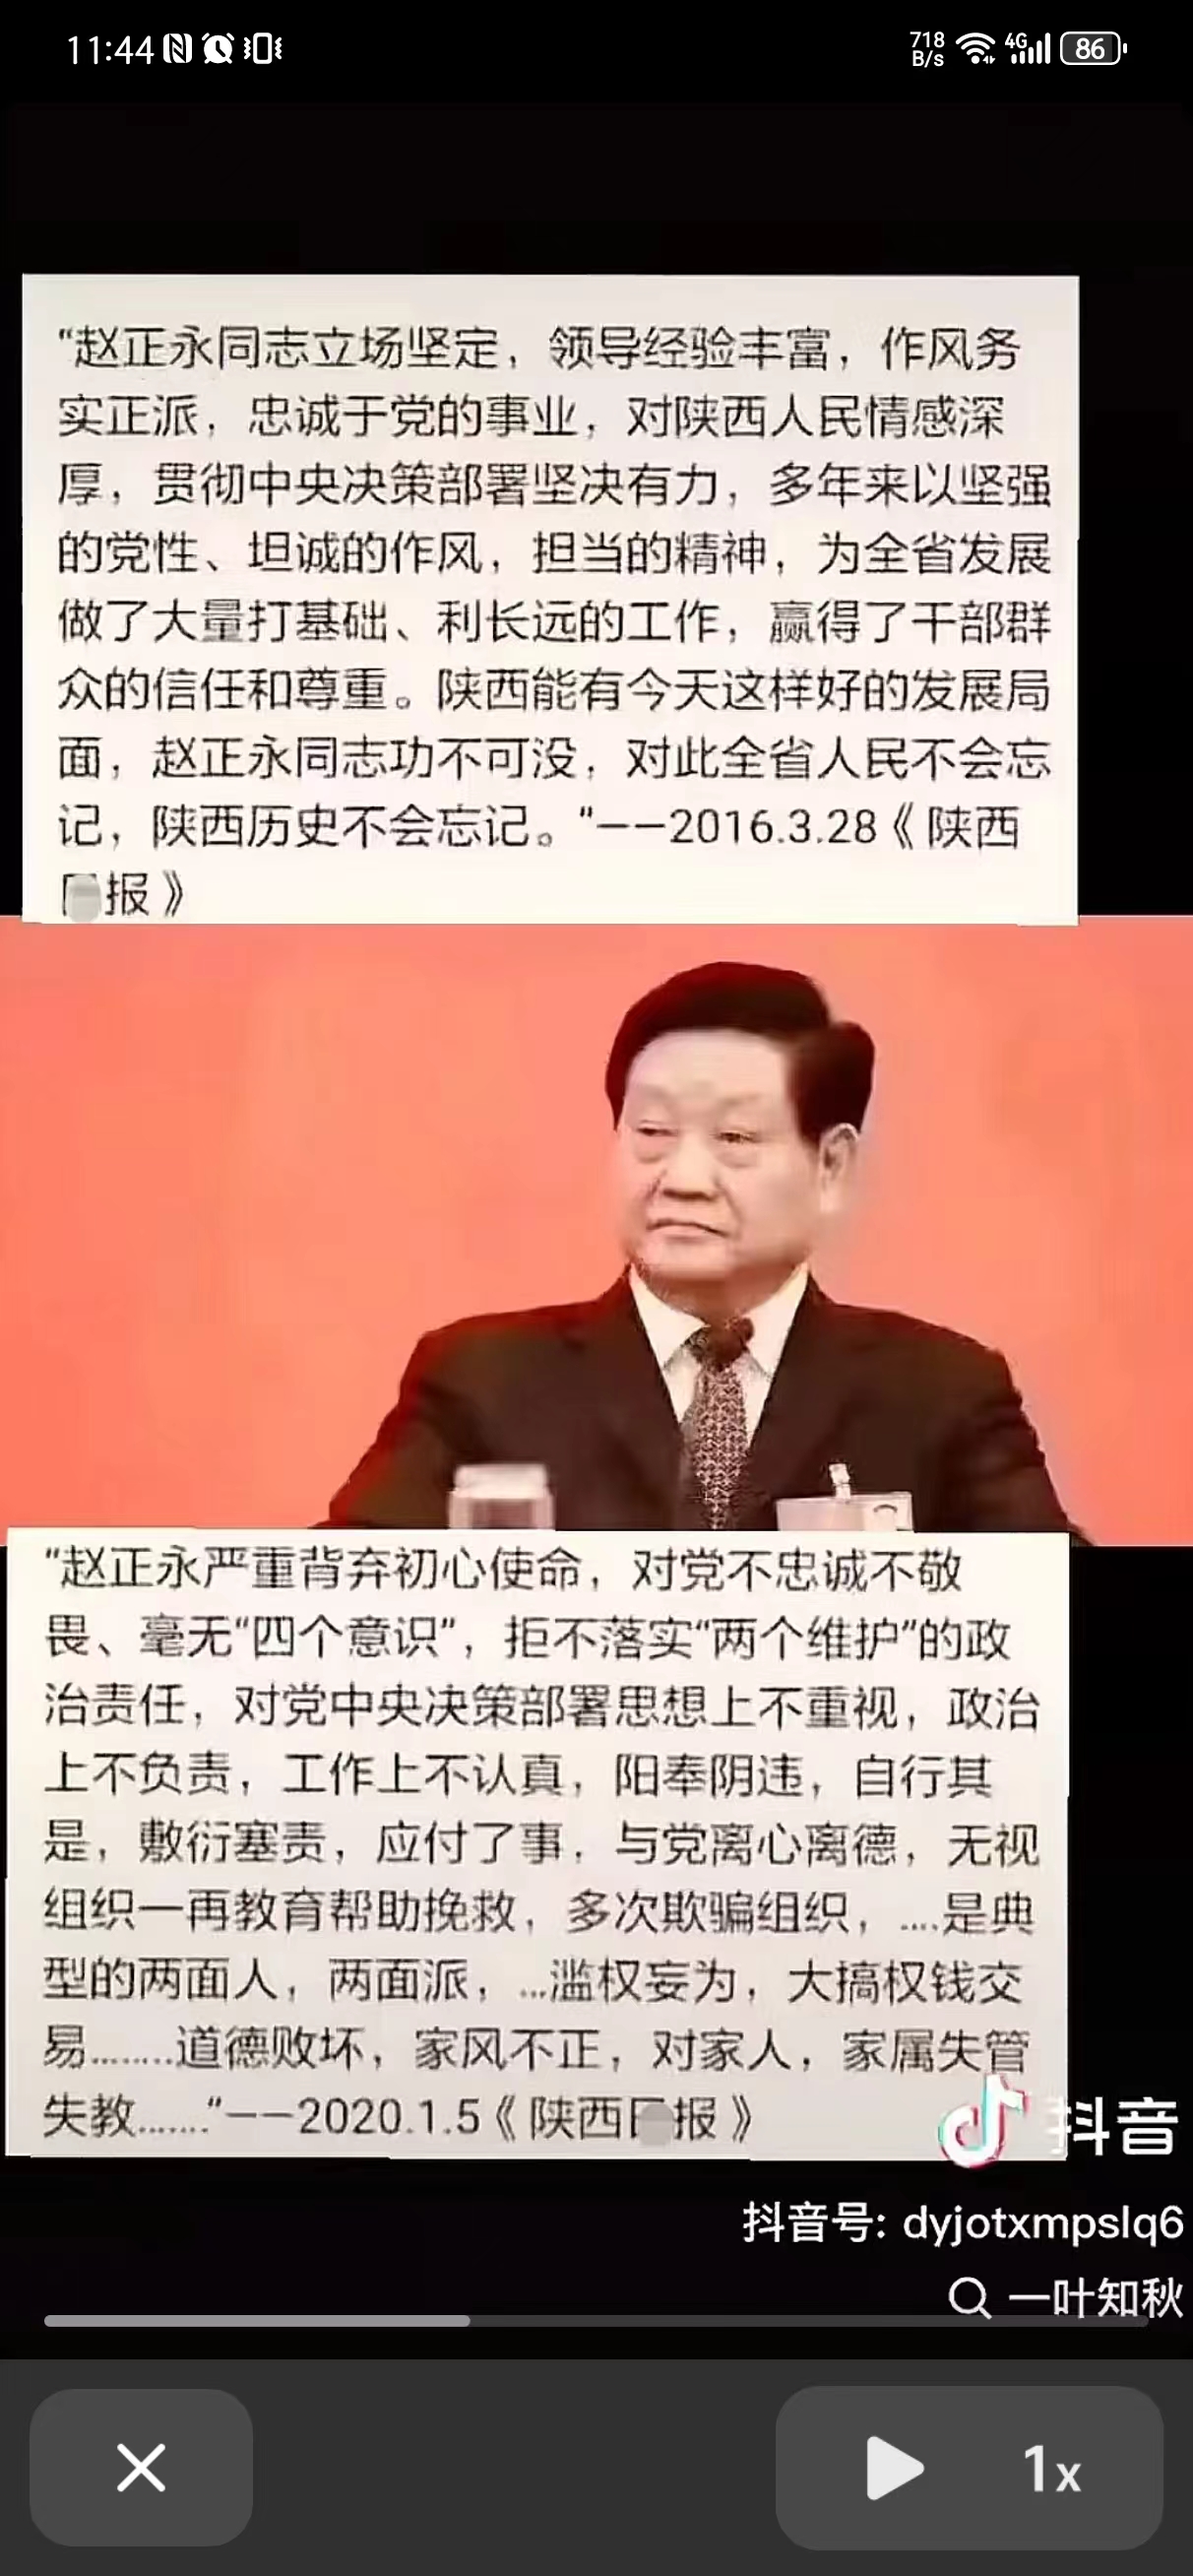 11:44
718
B/s
4G
86
“赵正永同志立场坚定，领导经验丰富，作风务
实正派，忠诚于党的事业，对陕西人民情感深
厚，贯彻中央决策部署坚决有力，多年来以坚强
的党性、坦诚的作风，担当的精神，为全省发展
做了大量打基础、利长远的工作，赢得了干部群
众的信任和尊重。陕西能有今天这样好的发展局
面，赵正永同志功不可没，对此全省人民不会忘
记，陕西历史不会忘记。”——2016.3.28《陕西
报》
“赵正永严重背弃初心使命，对党不忠诚不敬
畏、毫无“四个意识”，拒不落实“两个维护”的政
治责任，对党中央决策部署思想上不重视，政治
上不负责，工作上不认真，阳奉阴违，自行其
是，敷衍塞责，应付了事，与党离心离德，无视
组织一再教育帮助挽救，多次欺骗组织，....是典
型的两面人，两面派，...滥权妄为，大搞权钱交
易........道德败坏，家风不正，对家人，家属失管
失教.......”——2020.1.5《陕西 报》
抖音
抖音号: dyjotxmpslq6
一叶知秋
1x